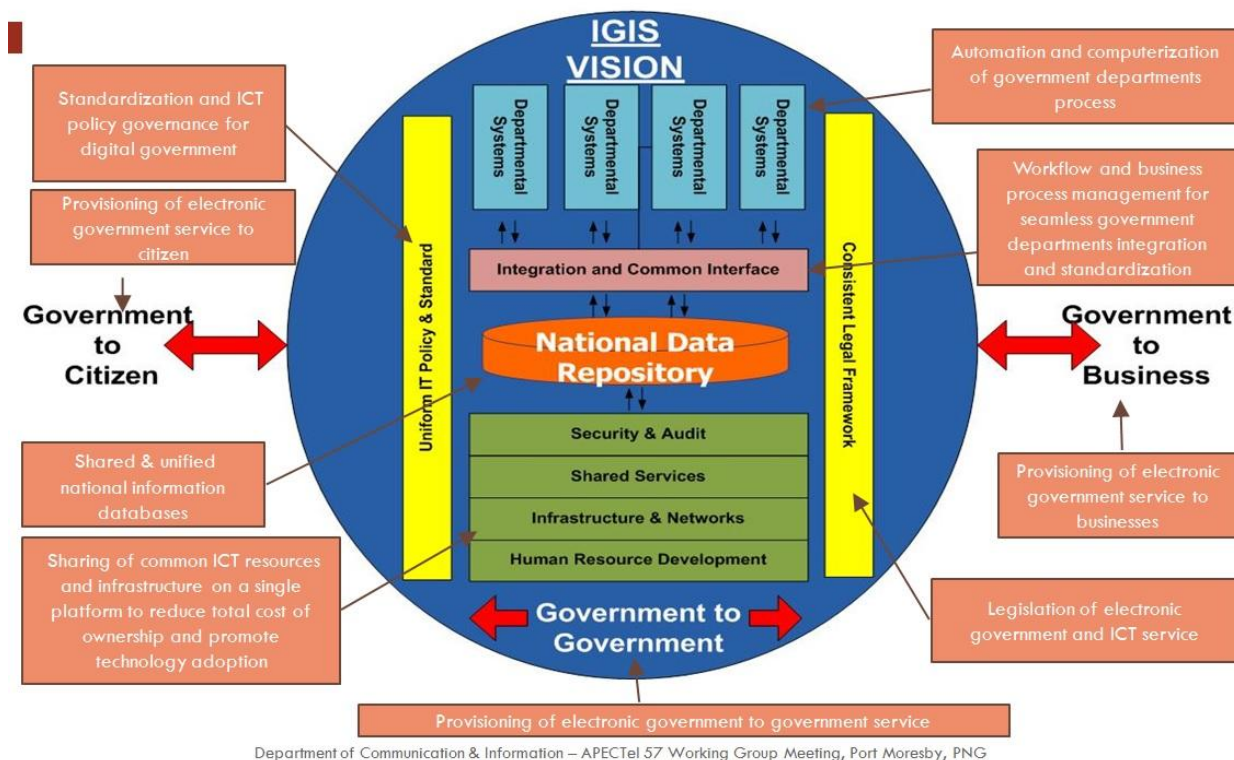 IGIS
VISION
Standardization and ICT
policy governance for
digital government
Provisioning of electronic
government service to
citizen
Government
to
Citizen
Shared & unified
national information
databases
Sharing of common ICT resources
and infrastructure on a single
platform to reduce total cost of
ownership and promote
technology adoption
Uniform IT Policy & Standard
Departmental
Systems
Departmental
Systems
Departmental
Systems
Departmental
Systems
Integration and Common Interface
National Data
Repository
Security & Audit
Shared Services
Infrastructure & Networks
Human Resource Development
Government to
Government
Consistent Legal Framework
Automation and computerization
of government departments
process
Workflow and business
process management for
seamless government
departments integration
and standardization
Government
to
Business
Provisioning of electronic
government service to
businesses
Legislation of electronic
government and ICT service
Provisioning of electronic government to government service
Department of Communication & Information – APECTel 57 Working Group Meeting, Port Moresby, PNG